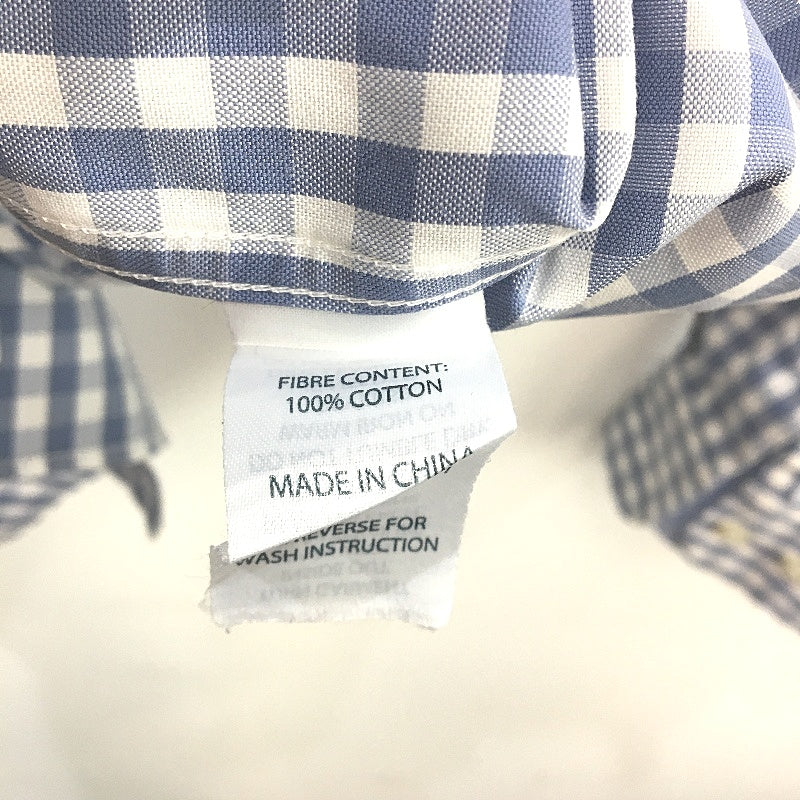 FIBRE CONTENT:
100% COTTON
MADE IN CHINA
REVERSE FOR
WASH INSTRUCTION